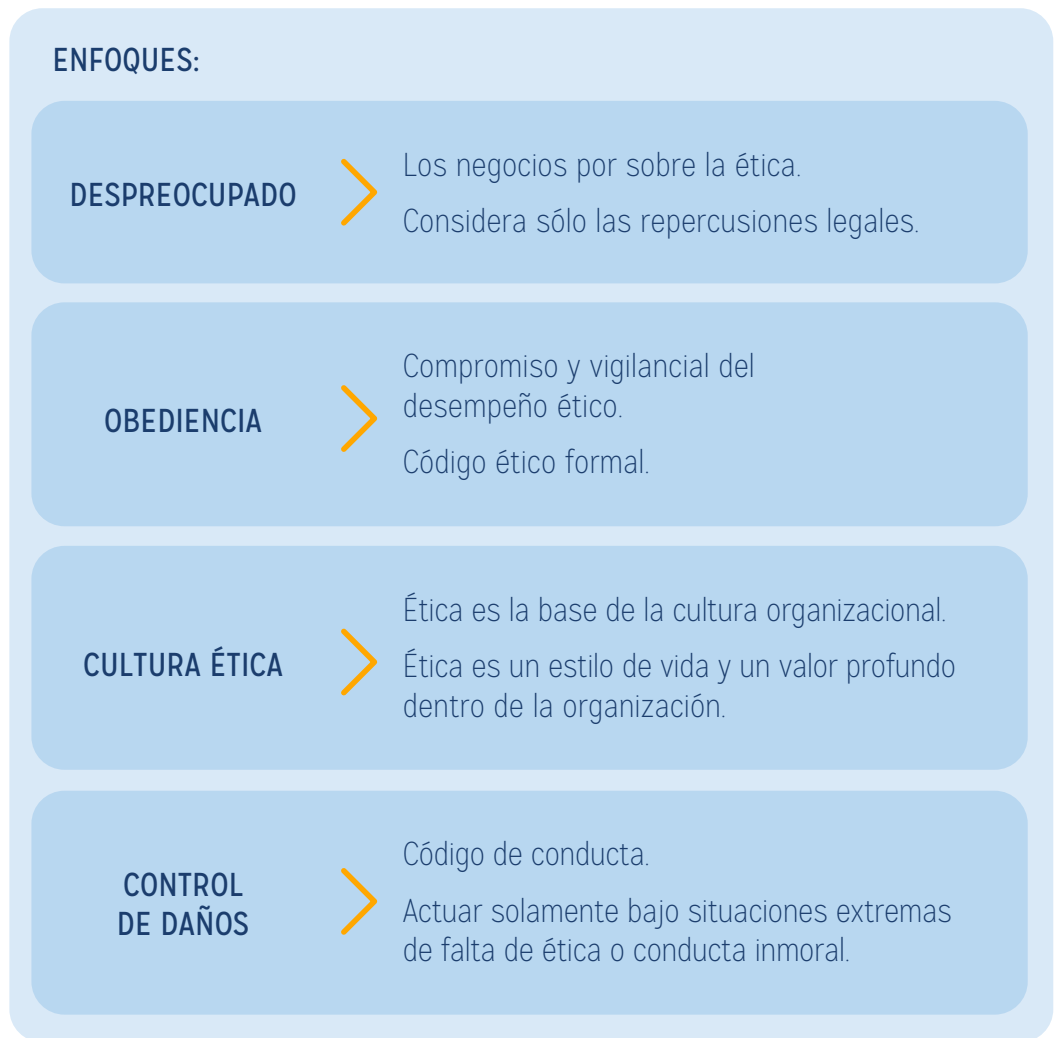 ENFOQUES:
DESPREOCUPADO
Los negocios por sobre la ética.
Considera sólo las repercusiones legales.
OBEDIENCIA
Compromiso y vigilancial del
desempeño ético.
Código ético formal.
CULTURA ÉTICA
Ética es la base de la cultura organizacional.
Ética es un estilo de vida y un valor profundo
dentro de la organización.
CONTROL
DE DAÑOS
Código de conducta.
Actuar solamente bajo situaciones extremas
de falta de ética o conducta inmoral.